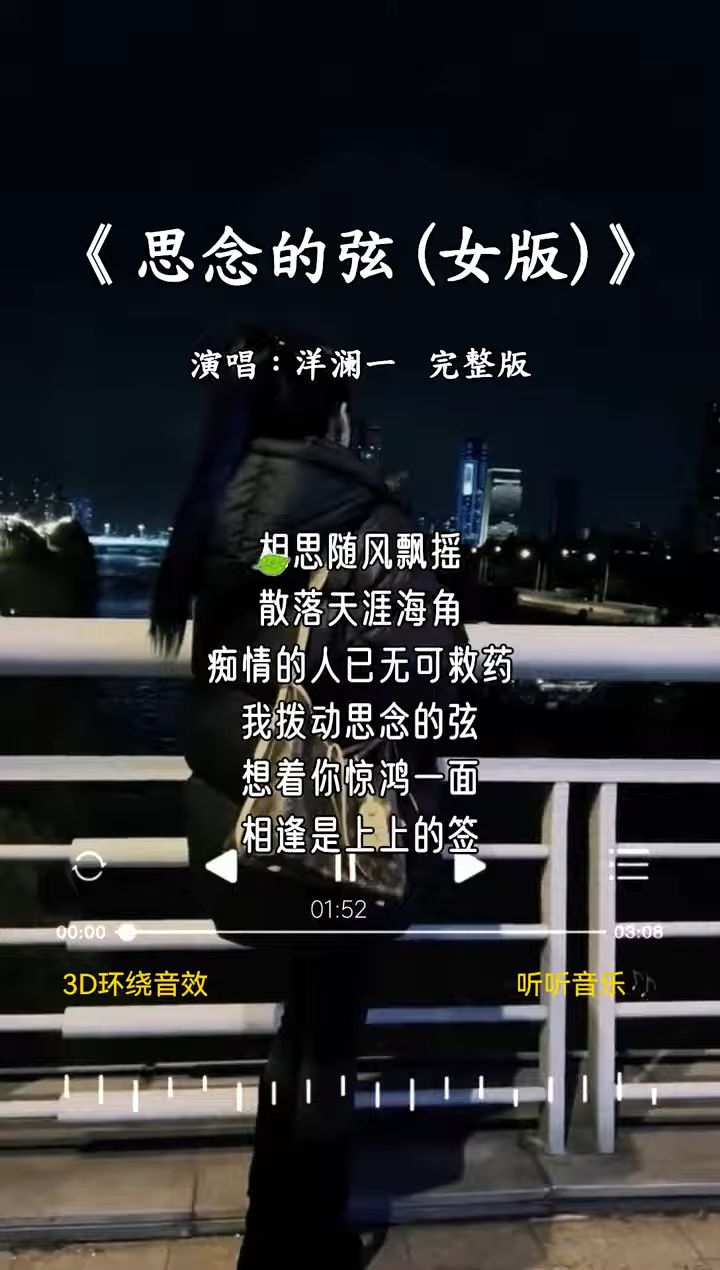 《思念的弦(女版)》
演唱：洋澜一 完整版
相思随风飘摇
散落天涯海角
痴情的人已无可救药
我拨动思念的弦
想着你惊鸿一面
相逢是上上的签
01:52
00:00 03:08
3D环绕音效 听听音乐